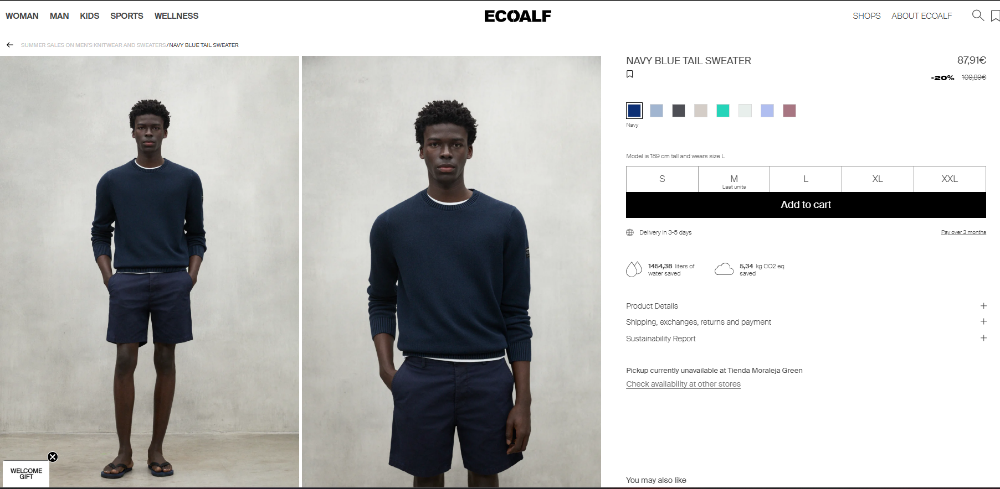 WOMAN MAN KIDS SPORTS WELLNESS ECOALF SHOPS ABOUT ECOALF
SUMMER SALES ON MEN'S KNITWEAR AND SWEATERS / NAVY BLUE TAIL SWEATER
NAVY BLUE TAIL SWEATER 87,91€
-20% 109,89€
Navy
Model is 189 cm tall and wears size L
S M L XL XXL
Last units
Add to cart
Delivery in 3-5 days Pay over 3 months
1454,38 liters of
water saved
5,34 kg CO2 eq
saved
Product Details
Shipping, exchanges, returns and payment
Sustainability Report
Pickup currently unavailable at Tienda Moraleja Green
Check availability at other stores
WELCOME
GIFT
You may also like